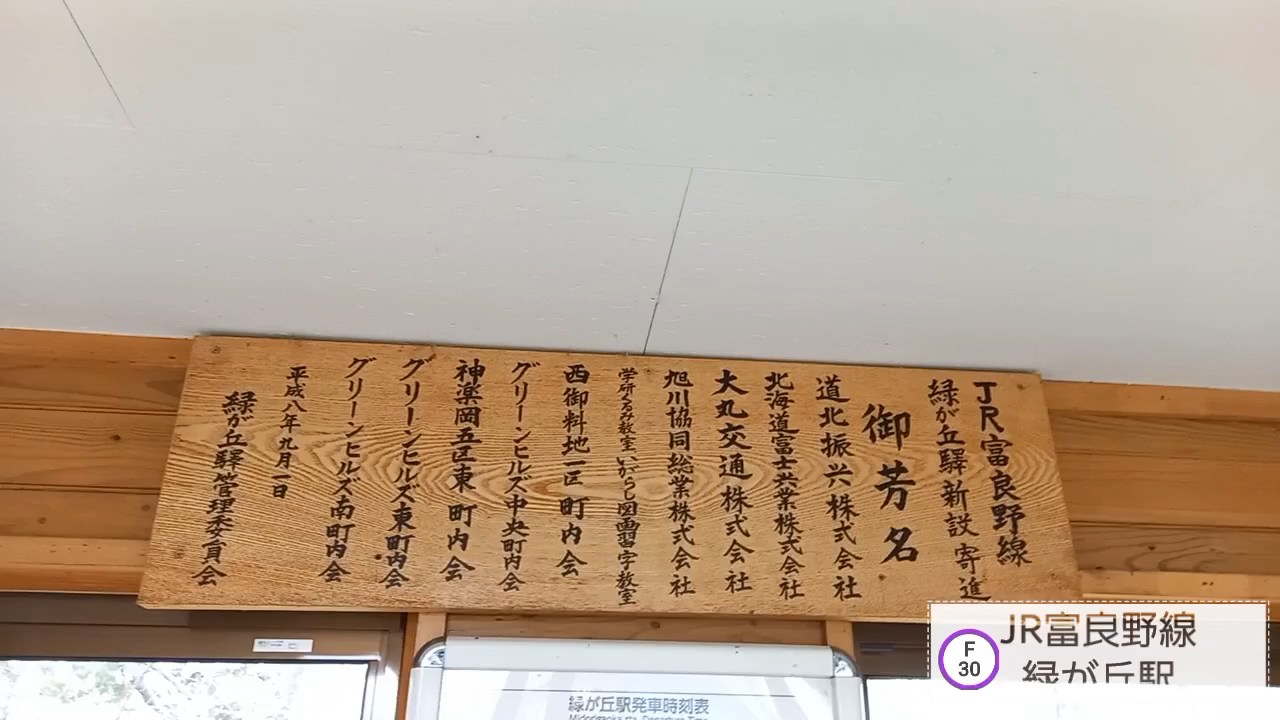 JR富良野線
緑が丘驛新設寄進
御芳名
道北振興株式会社
北海道富士興業株式会社
大丸交通株式会社
旭川協同総業株式会社
学研くるみ教室 いがらし図画習字教室
西御料地一区町内会
グリーンヒルズ中央町内会
神楽岡五区東町内会
グリーンヒルズ東町内会
グリーンヒルズ南町内会
平成八年九月一日
緑が丘驛管理委員会
緑が丘駅発車時刻表
Midorigaoka sta. Departure Time
F
30
JR富良野線
緑が丘駅